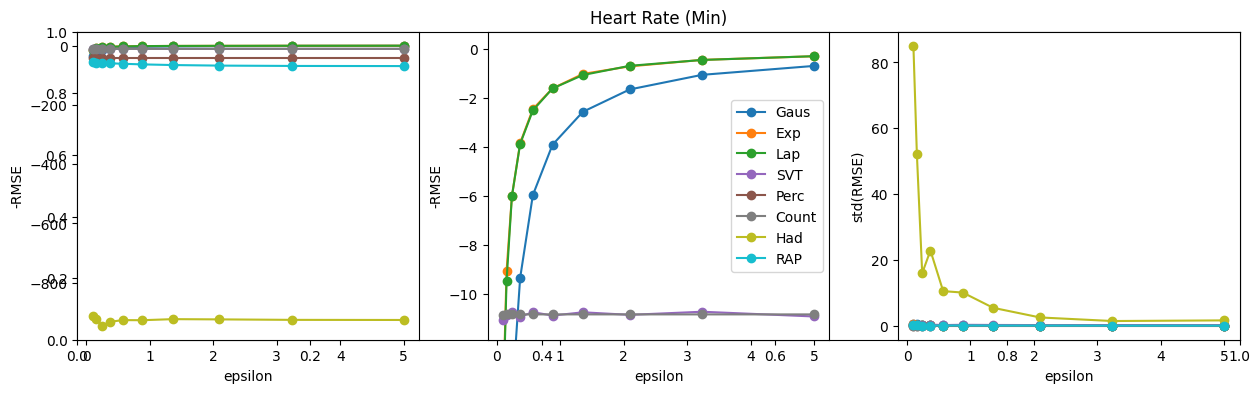 Heart Rate (Min)
1.0
0
0.8
−200
0.6
−400
0.4
−600
0.2
−800
0.0
-RMSE
0 1 2 3 0.2 4 5
epsilon
0
−2
−4
−6
−8
−10
-RMSE
Gaus
Exp
Lap
SVT
Perc
Count
Had
RAP
0 0.4 1 2 3 4 0.6 5
epsilon
80
60
40
20
0
std(RMSE)
0 1 0.8 2 3 4 5 1.0
epsilon
0.0